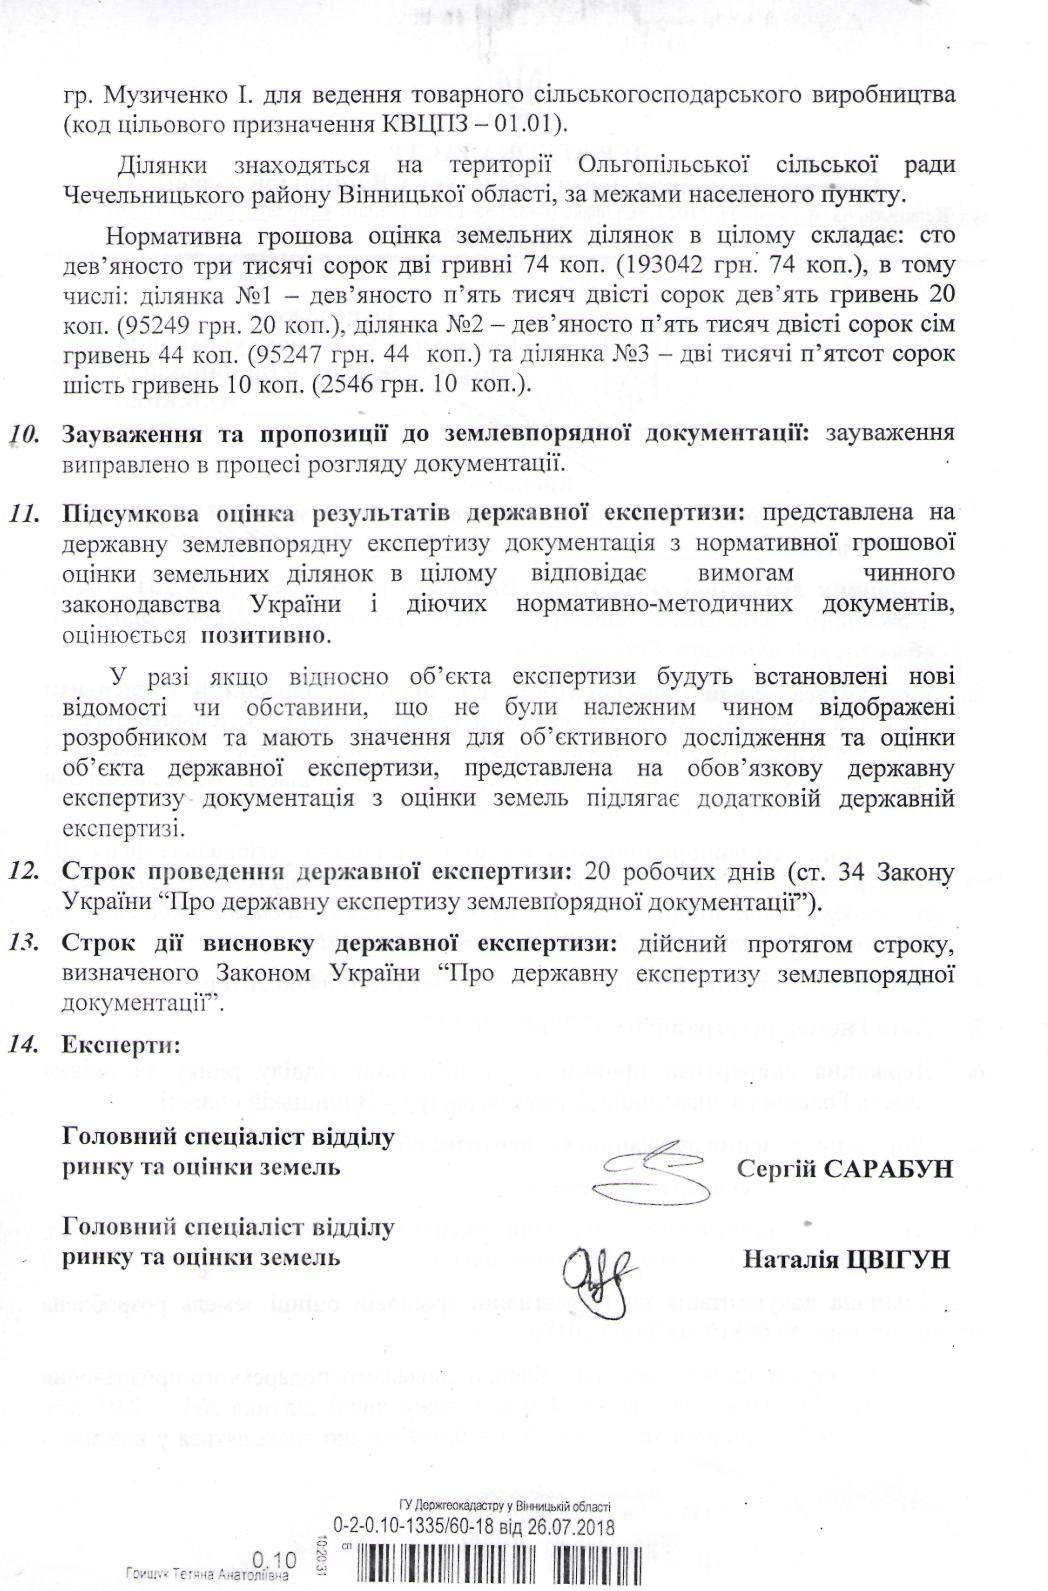 гр. Музиченко І. для ведення товарного сільськогосподарського виробництва
(код цільового призначення КВЦПЗ – 01.01).
Ділянки знаходяться на території Ольгопільської сільської ради
Чечельницького району Вінницької області, за межами населеного пункту.
Нормативна грошова оцінка земельних ділянок в цілому складає: сто
дев’яносто три тисячі сорок дві гривні 74 коп. (193042 грн. 74 коп.), в тому
числі: ділянка №1 – дев’яносто п’ять тисяч двісті сорок дев’ять гривень 20
коп. (95249 грн. 20 коп.), ділянка №2 – дев’яносто п’ять тисяч двісті сорок сім
гривень 44 коп. (95247 грн. 44 коп.) та ділянка №3 – дві тисячі п’ятсот сорок
шість гривень 10 коп. (2546 грн. 10 коп.).
10. Зауваження та пропозиції до землевпорядної документації: зауваження
виправлено в процесі розгляду документації.
11. Підсумкова оцінка результатів державної експертизи: представлена на
державну землевпорядну експертизу документація з нормативної грошової
оцінки земельних ділянок в цілому відповідає вимогам чинного
законодавства України і діючих нормативно-методичних документів,
оцінюється позитивно.
У разі якщо відносно об’єкта експертизи будуть встановлені нові
відомості чи обставини, що не були належним чином відображені
розробником та мають значення для об’єктивного дослідження та оцінки
об’єкта державної експертизи, представлена на обов’язкову державну
експертизу документація з оцінки земель підлягає додатковій державній
експертизі.
12. Строк проведення державної експертизи: 20 робочих днів (ст. 34 Закону
України “Про державну експертизу землевпорядної документації”).
13. Строк дії висновку державної експертизи: дійсний протягом строку,
визначеного Законом України “Про державну експертизу землевпорядної
документації”.
14. Експерти:
Головний спеціаліст відділу
ринку та оцінки земель Сергій САРАБУН
Головний спеціаліст відділу
ринку та оцінки земель Наталія ЦВІГУН
ГУ Держгеокадастру у Вінницькій області
0-2-0.10-1335/60-18 від 26.07.2018
сп
10:20:31
0.10
Грищук Тетяна Анатоліївна